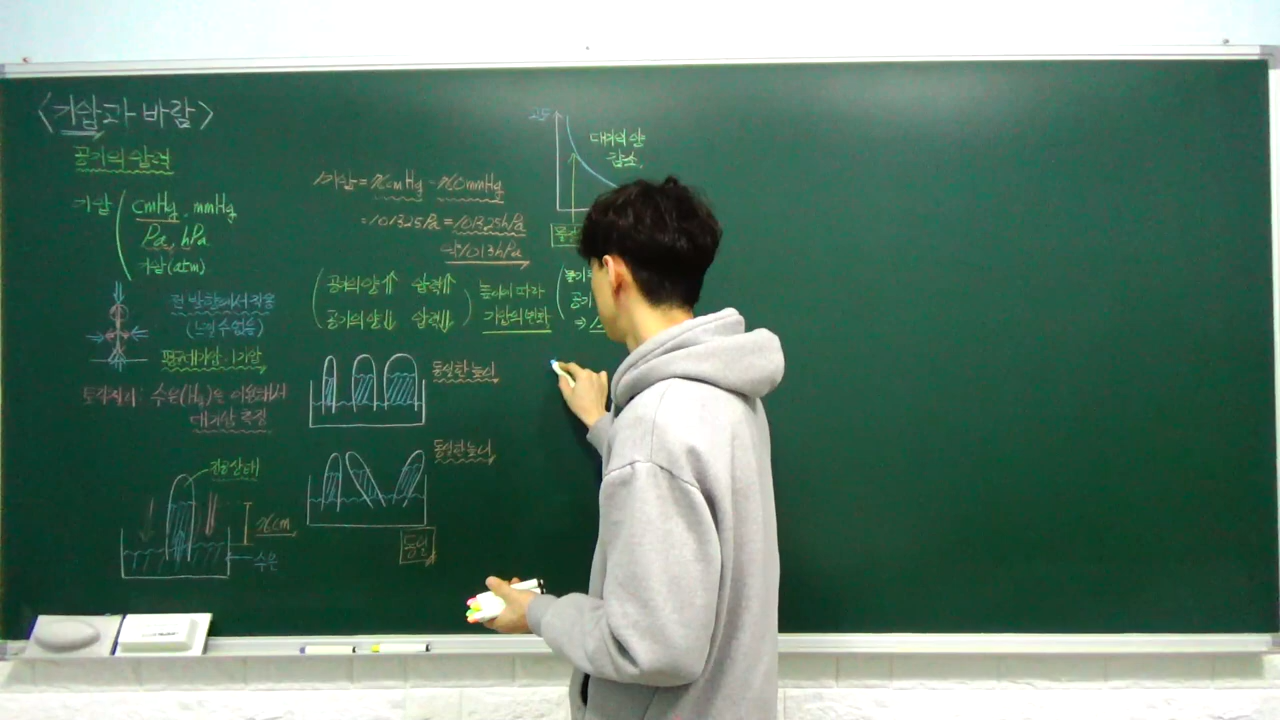 <기압과 바람>
공기의 압력
기압 ( cmHg, mmHg
Pa, hPa
기압(atm)
전 방향에서 작용
(느낄 수 없음)
평균대기압: 1기압
토리첼리: 수은(Hg)을 이용해서
대기압 측정
진공상태
76cm
수은
1기압 = 76cmHg = 760mmHg
= 101325Pa = 1013.25hPa
약 1013hPa
공기의 양↑ 압력↑
공기의 양↓ 압력↓
높이에 따라
기압의 변화
동일한 높이
동일한 높이
동일
대기의 양
감소.
공기